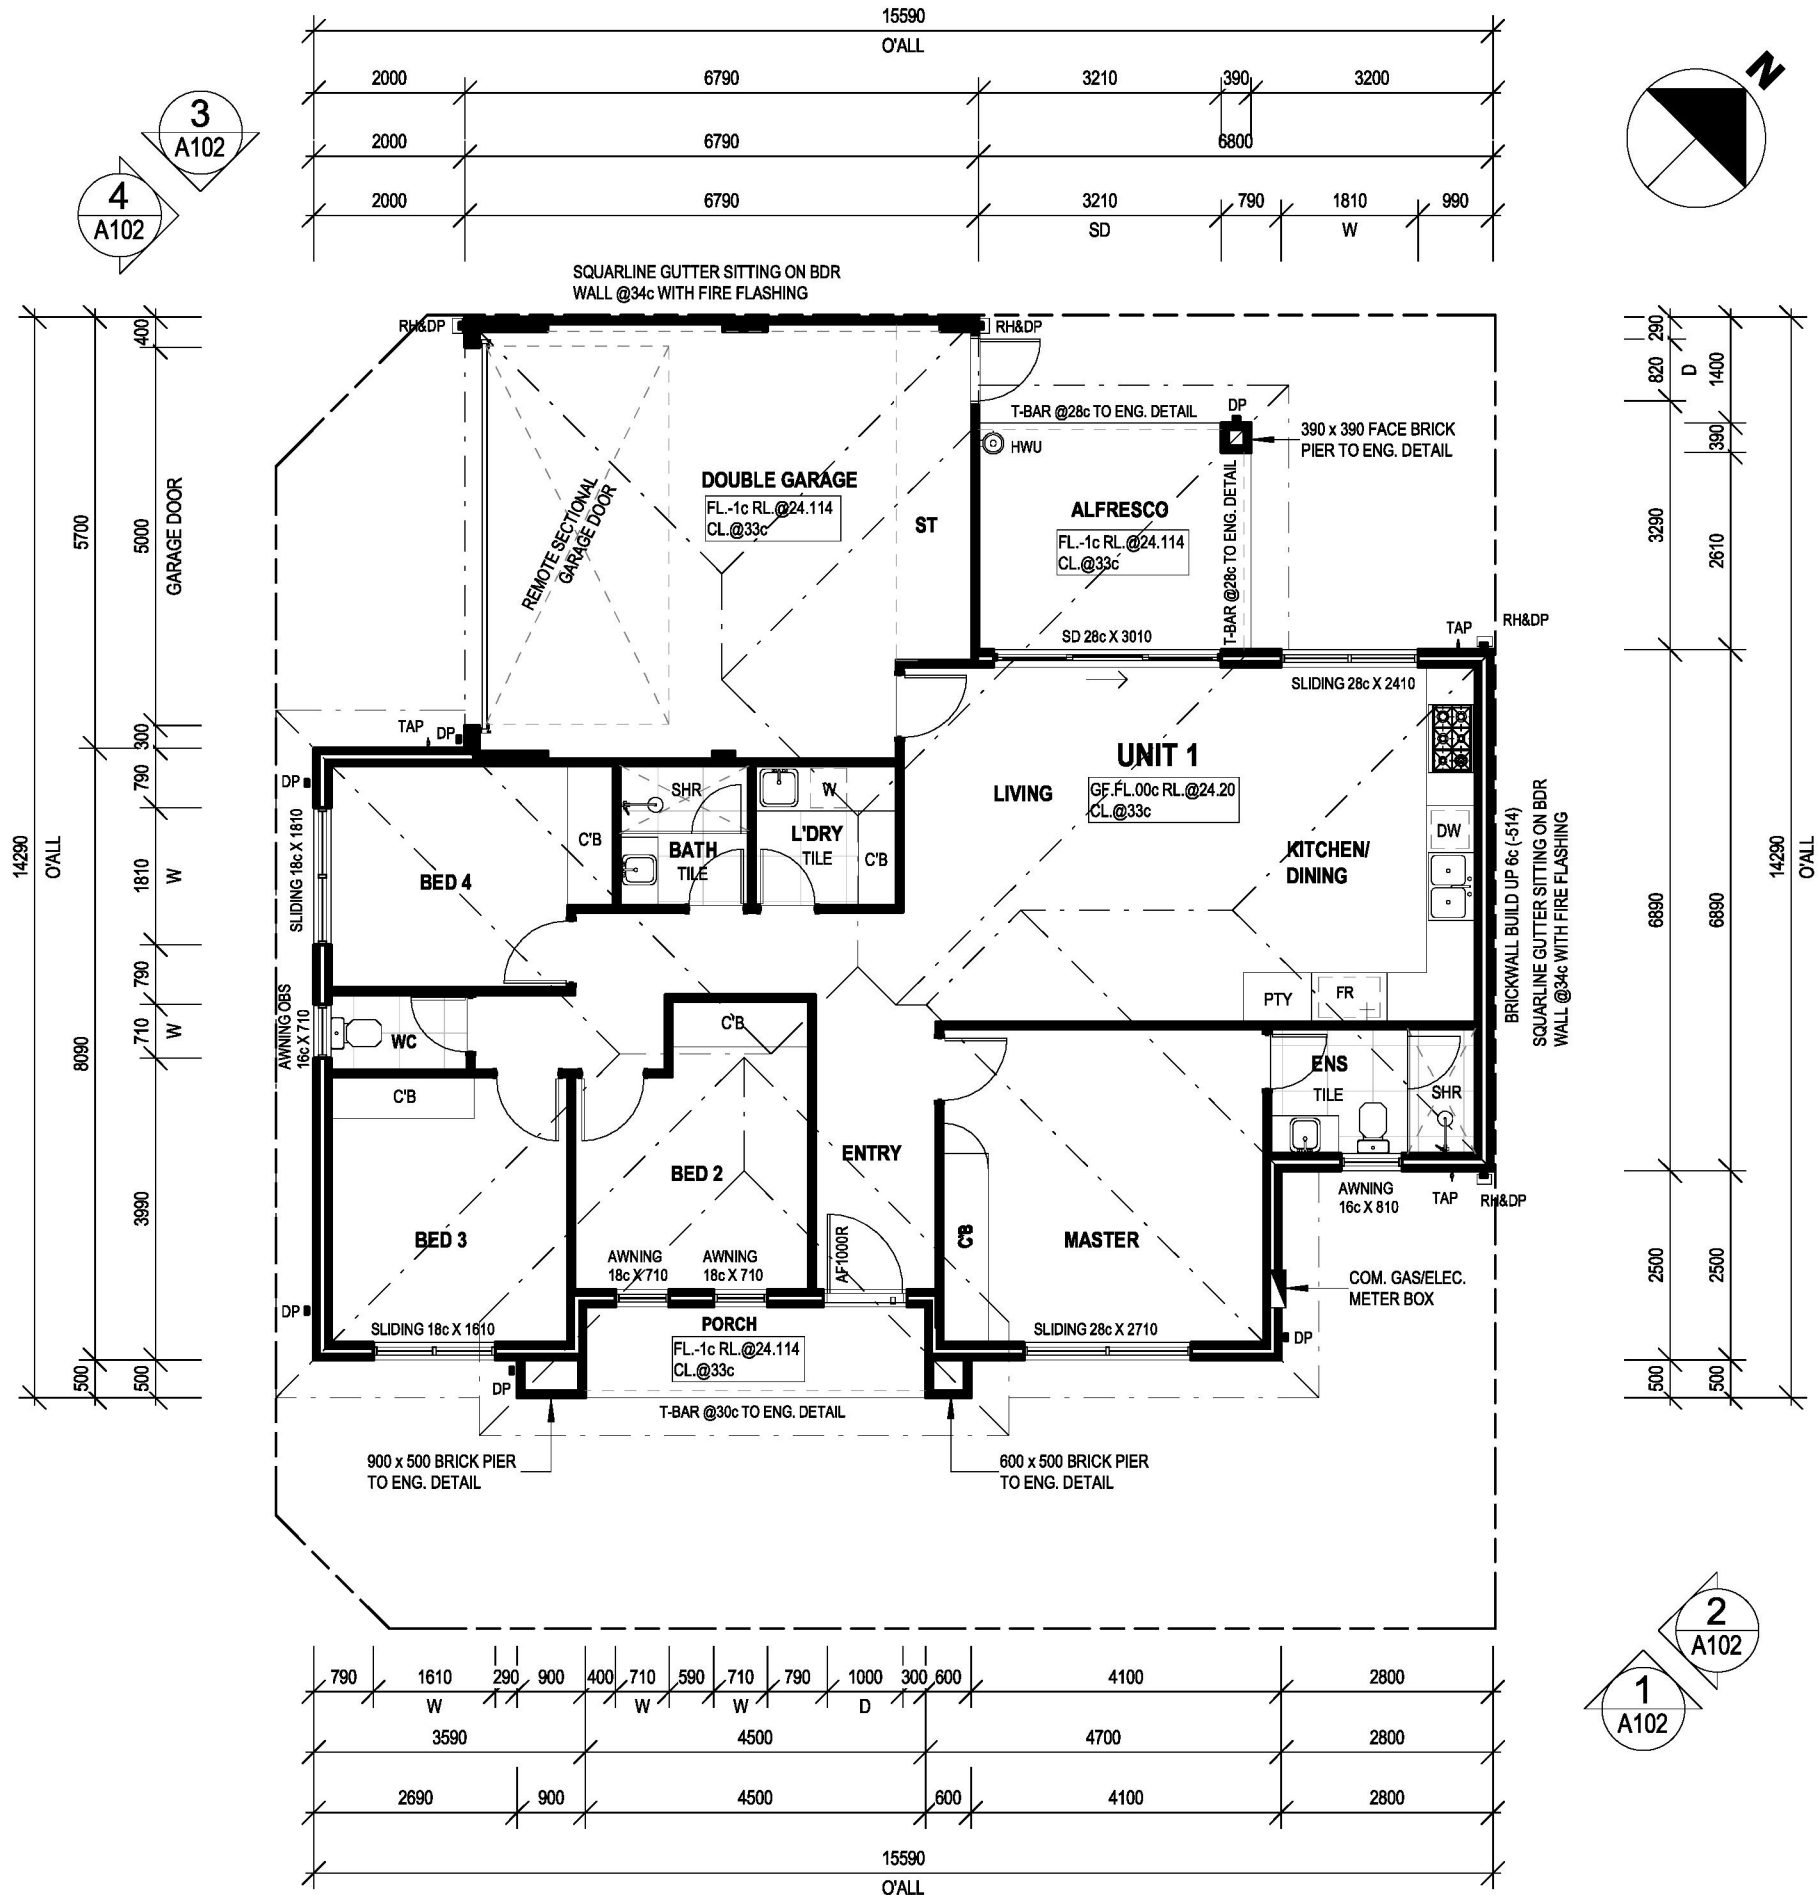 15590
O'ALL
2000 6790 3210 390 3200
2000 6790 6800
2000 6790 3210 790 1810 990
SD W
N
3
A102
4
A102
SQUARLINE GUTTER SITTING ON BDR
WALL @34c WITH FIRE FLASHING
RH&DP
RH&DP
14290
O'ALL
5700
8090
500
400
5000
GARAGE DOOR
300
790
1810
W
790
710
W
3990
500
290
820
D
3290
6890
2500
500
1400
390
2610
6890
2500
500
14290
O'ALL
T-BAR @28c TO ENG. DETAIL
DP
390 x 390 FACE BRICK
PIER TO ENG. DETAIL
HWU
DOUBLE GARAGE
FL.-1c RL.@24.114
CL.@33c
REMOTE SECTIONAL
GARAGE DOOR
ST
ALFRESCO
FL.-1c RL.@24.114
CL.@33c
T-BAR @28c TO ENG. DETAIL
SD 28c X 3010
TAP
RH&DP
SLIDING 28c X 2410
TAP
DP
DP
UNIT 1
GF.FL.00c RL.@24.20
CL.@33c
LIVING
KITCHEN/
DINING
DW
PTY
FR
BRICKWALL BUILD UP 6c (-514)
SQUARLINE GUTTER SITTING ON BDR
WALL @34c WITH FIRE FLASHING
SLIDING 18c X 1810
BED 4
C'B
SHR
BATH
TILE
W
L'DRY
TILE
C'B
AWNING OBS
16c X 710
WC
C'B
C'B
ENS
TILE
SHR
ENTRY
BED 2
BED 3
MASTER
C'B
AWNING
16c X 810
TAP
RH&DP
AWNING
18c X 710
AWNING
18c X 710
AF1000R
COM. GAS/ELEC.
METER BOX
DP
DP
SLIDING 18c X 1610
PORCH
FL.-1c RL.@24.114
CL.@33c
SLIDING 28c X 2710
DP
T-BAR @30c TO ENG. DETAIL
900 x 500 BRICK PIER
TO ENG. DETAIL
600 x 500 BRICK PIER
TO ENG. DETAIL
2
A102
1
A102
790 1610 290 900 400 710 590 710 790 1000 300 600 4100 2800
W W W D
3590 4500 4700 2800
2690 900 4500 600 4100 2800
15590
O'ALL